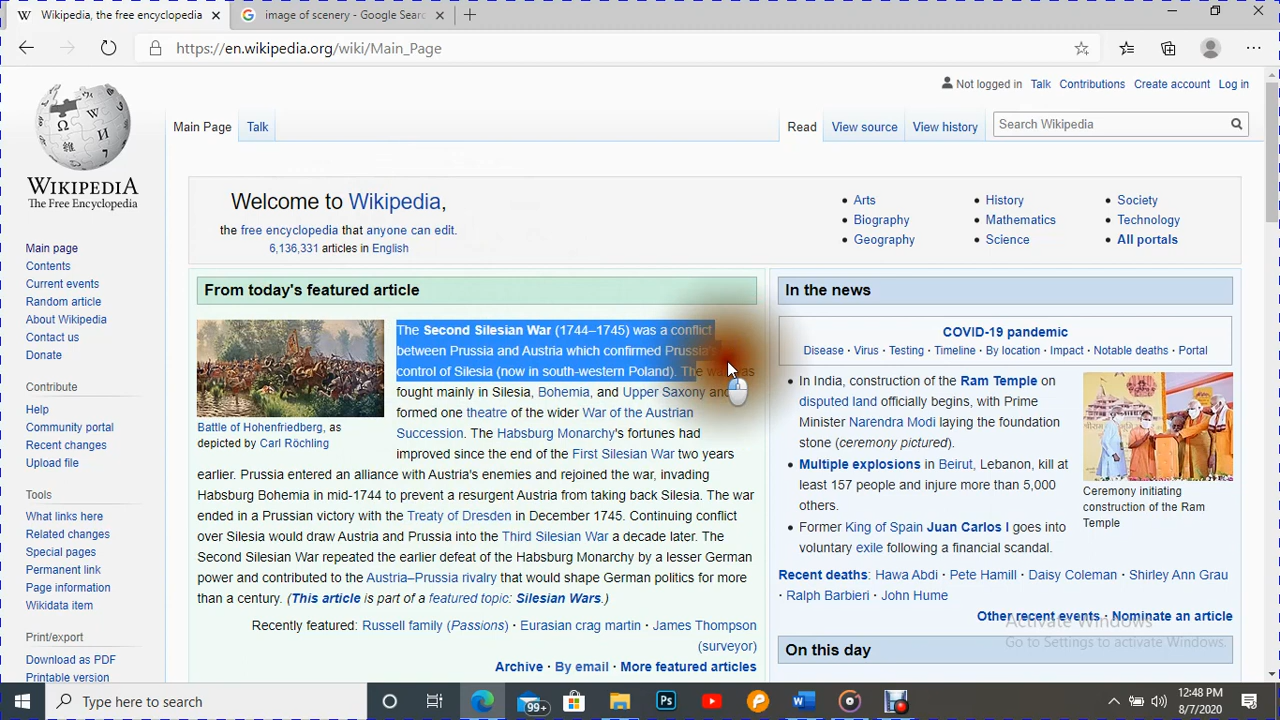 Wikipedia, the free encyclopedia
image of scenery - Google Searc
https://en.wikipedia.org/wiki/Main_Page
Not logged in Talk Contributions Create account Log in
Main Page Talk
Read View source View history Search Wikipedia
WIKIPEDIA
The Free Encyclopedia
Main page
Contents
Current events
Random article
About Wikipedia
Contact us
Donate
Contribute
Help
Community portal
Recent changes
Upload file
Tools
What links here
Related changes
Special pages
Permanent link
Page information
Wikidata item
Print/export
Download as PDF
Printable version
Welcome to Wikipedia,
the free encyclopedia that anyone can edit.
6,136,331 articles in English
Arts
Biography
Geography
History
Mathematics
Science
Society
Technology
All portals
From today's featured article
The Second Silesian War (1744–1745) was a conflict
between Prussia and Austria which confirmed Prussia's
control of Silesia (now in south-western Poland). The was
fought mainly in Silesia, Bohemia, and Upper Saxony and
formed one theatre of the wider War of the Austrian
Succession. The Habsburg Monarchy's fortunes had
improved since the end of the First Silesian War two years
earlier. Prussia entered an alliance with Austria's enemies and rejoined the war, invading
Habsburg Bohemia in mid-1744 to prevent a resurgent Austria from taking back Silesia. The war
ended in a Prussian victory with the Treaty of Dresden in December 1745. Continuing conflict
over Silesia would draw Austria and Prussia into the Third Silesian War a decade later. The
Second Silesian War repeated the earlier defeat of the Habsburg Monarchy by a lesser German
power and contributed to the Austria–Prussia rivalry that would shape German politics for more
than a century. (This article is part of a featured topic: Silesian Wars.)
Battle of Hohenfriedberg, as
depicted by Carl Röchling
Recently featured: Russell family (Passions) · Eurasian crag martin · James Thompson
(surveyor)
Archive · By email · More featured articles
In the news
COVID-19 pandemic
Disease · Virus · Testing · Timeline · By location · Impact · Notable deaths · Portal
In India, construction of the Ram Temple on
disputed land officially begins, with Prime
Minister Narendra Modi laying the foundation
stone (ceremony pictured).
Multiple explosions in Beirut, Lebanon, kill at
least 157 people and injure more than 5,000
others.
Former King of Spain Juan Carlos I goes into
voluntary exile following a financial scandal.
Ceremony initiating
construction of the Ram
Temple
Recent deaths: Hawa Abdi · Pete Hamill · Daisy Coleman · Shirley Ann Grau
· Ralph Barbieri · John Hume
Other recent events · Nominate an article
Activate Windows
Go to Settings to activate Windows.
On this day
Type here to search
99+
12:48 PM
8/7/2020